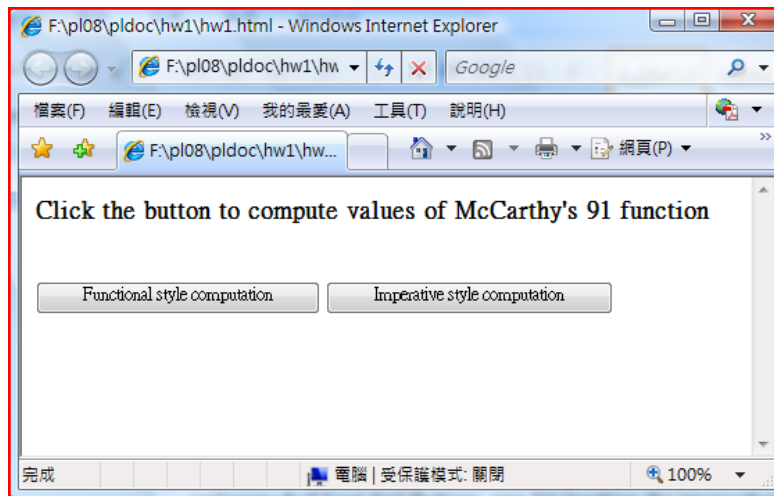 F:\pl08\pldoc\hw1\hw1.html - Windows Internet Explorer
F:\pl08\pldoc\hw1\hw Google
檔案(F) 編輯(E) 檢視(V) 我的最愛(A) 工具(T) 說明(H)
F:\pl08\pldoc\hw1\hw... 網頁(P) »
Click the button to compute values of McCarthy's 91 function
Functional style computation Imperative style computation
完成 電腦 | 受保護模式: 關閉 100%